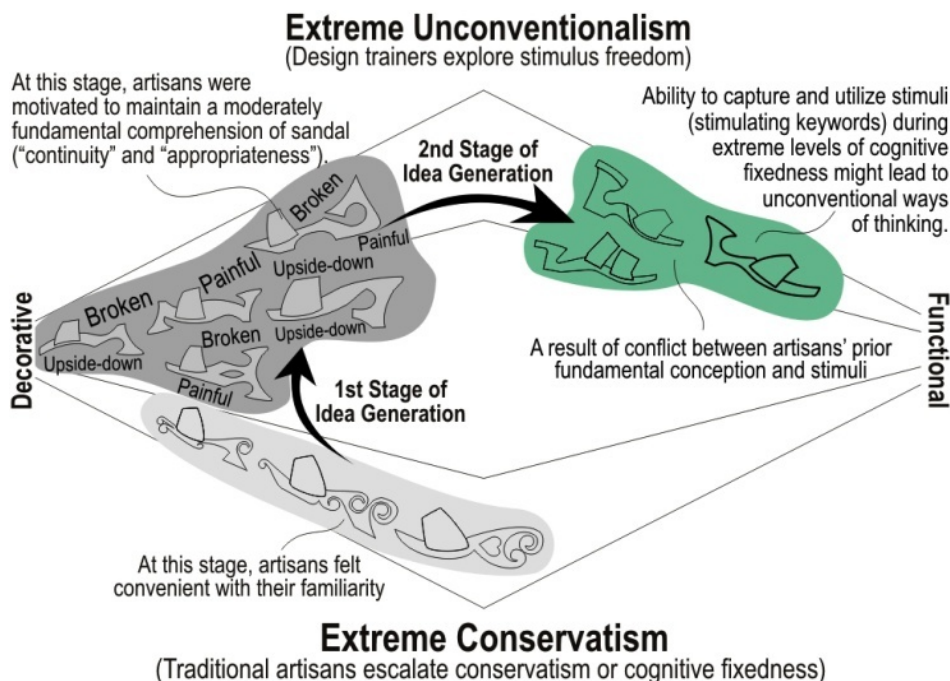 Extreme Unconventionalism
(Design trainers explore stimulus freedom)
At this stage, artisans were
motivated to maintain a moderately
fundamental comprehension of sandal
(“continuity” and “appropriateness”).
2nd Stage of
Idea Generation
Ability to capture and utilize stimuli
(stimulating keywords) during
extreme levels of cognitive
fixedness might lead to
unconventional ways
of thinking.
Broken
Painful
Painful
Upside-down
Broken
Broken
Upside-down
Upside-down
Painful
Decorative
Functional
A result of conflict between artisans’ prior
fundamental conception and stimuli
1st Stage of
Idea Generation
At this stage, artisans felt
convenient with their familiarity
Extreme Conservatism
(Traditional artisans escalate conservatism or cognitive fixedness)